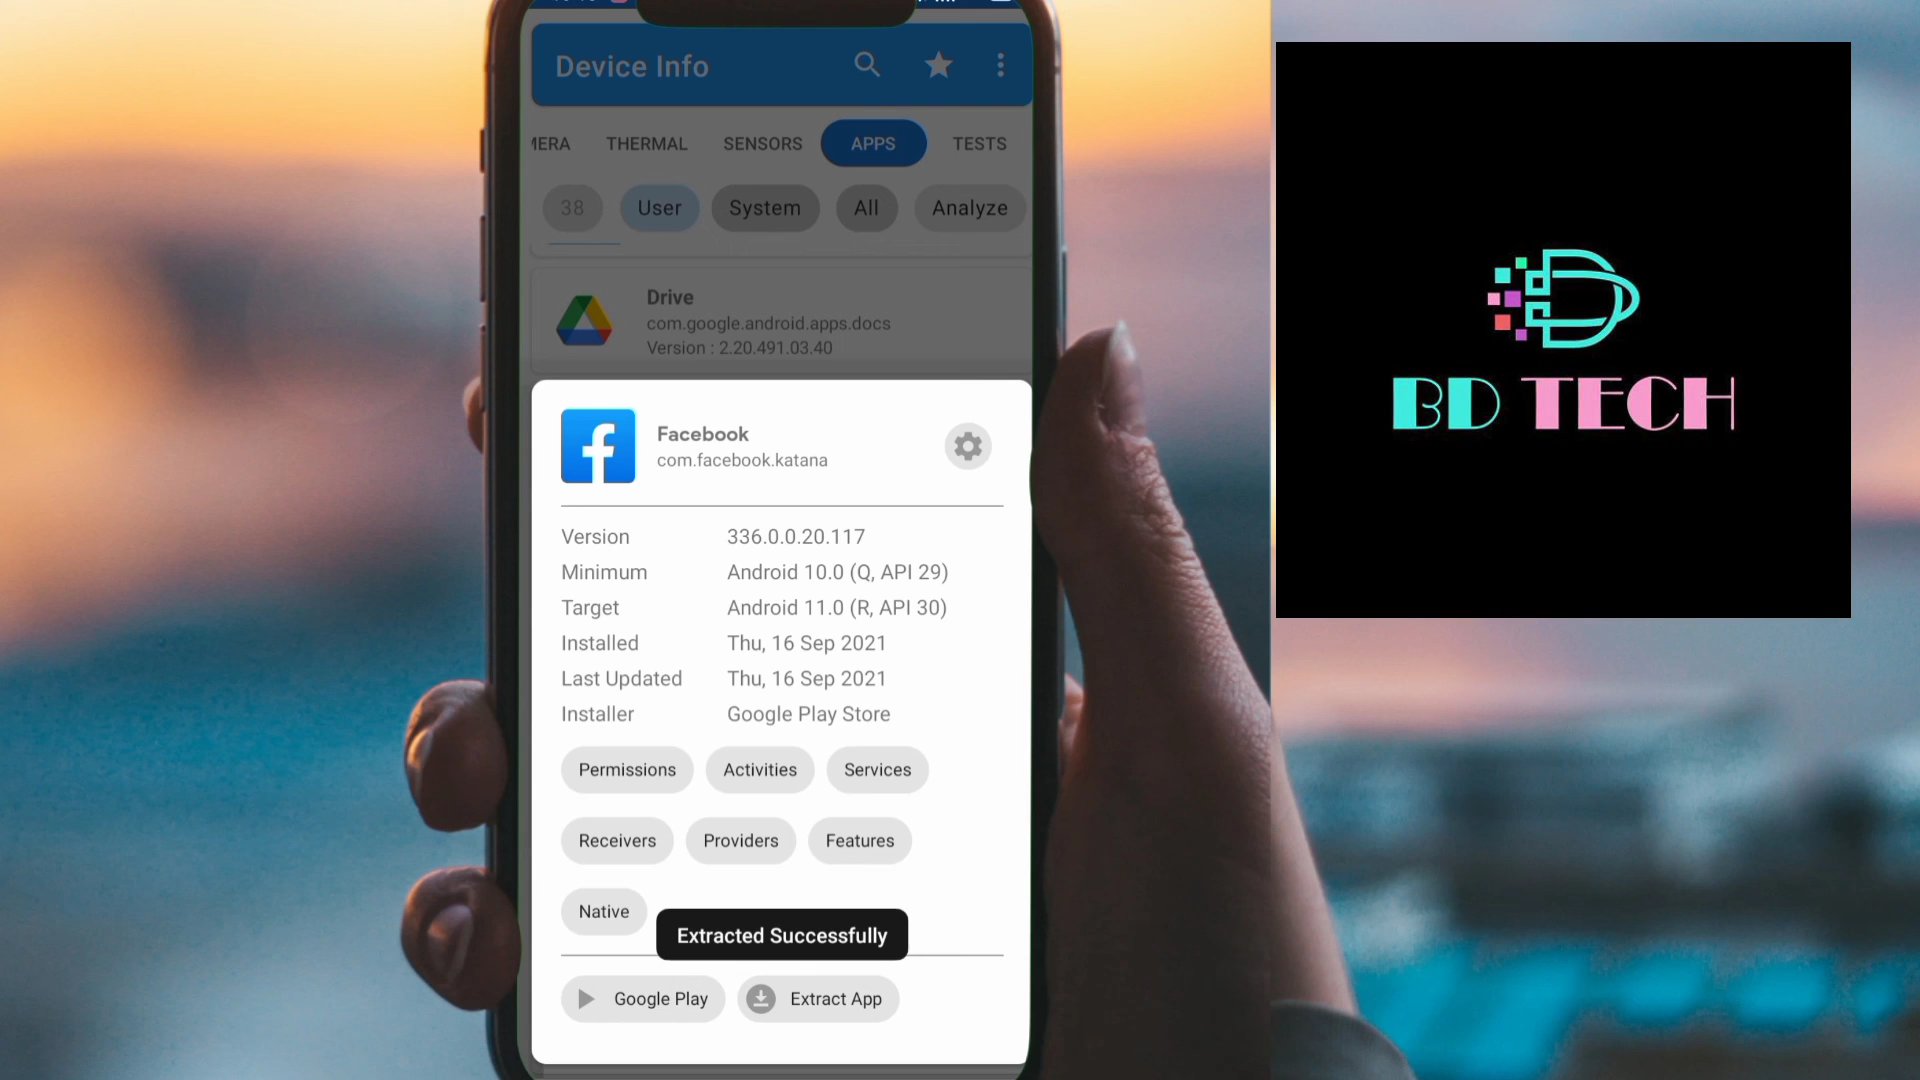 Device Info
THERMAL SENSORS APPS TESTS
38 User System All Analyze
Drive
com.google.android.apps.docs
Version : 2.20.491.03.40
Facebook
com.facebook.katana
Version 336.0.0.20.117
Minimum Android 10.0 (Q, API 29)
Target Android 11.0 (R, API 30)
Installed Thu, 16 Sep 2021
Last Updated Thu, 16 Sep 2021
Installer Google Play Store
Permissions Activities Services
Receivers Providers Features
Native
Extracted Successfully
Google Play Extract App
BD TECH